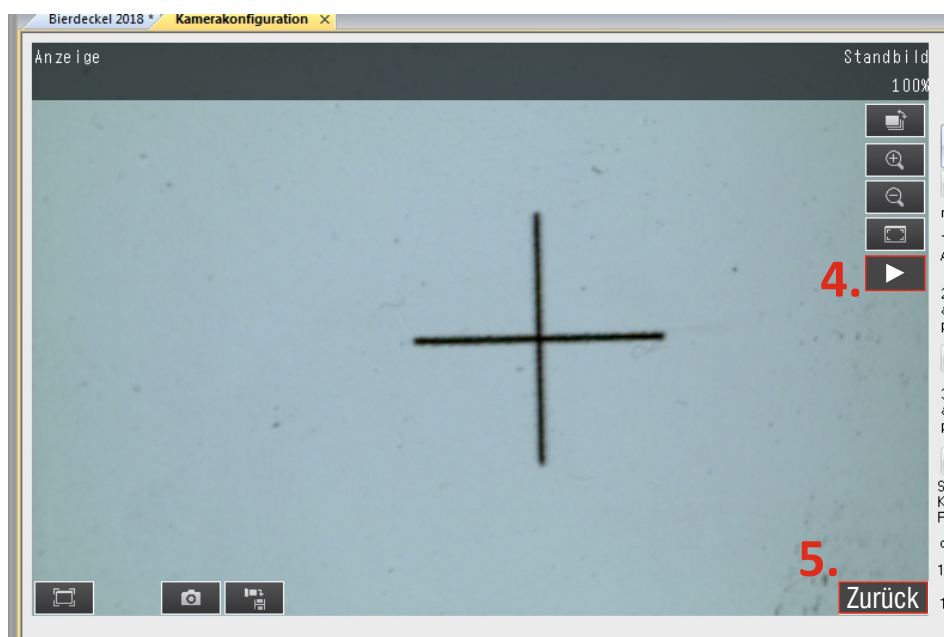 Bierdeckel 2018 *
Kamerakonfiguration ×
Anzeige
Standbild
100%
4.
5.
Zurück